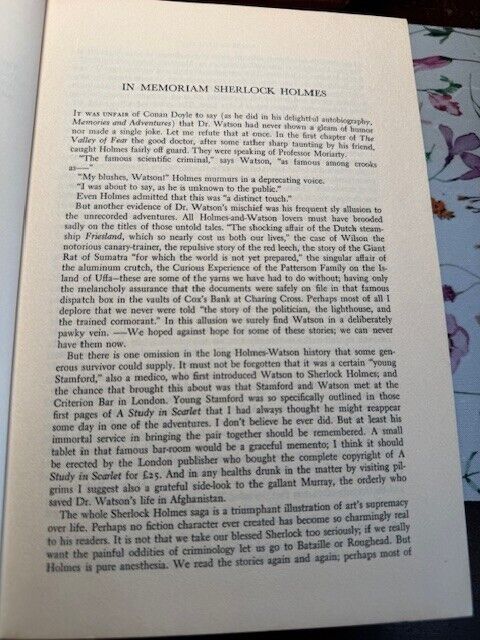 IN MEMORIAM SHERLOCK HOLMES
IT WAS UNFAIR of Conan Doyle to say (as he did in his delightful autobiography,
Memories and Adventures) that Dr. Watson had never shown a gleam of humor
nor made a single joke. Let me refute that at once. In the first chapter of The
Valley of Fear the good doctor, after some rather sharp taunting by his friend,
caught Holmes fairly off guard. They were speaking of Professor Moriarty.
"The famous scientific criminal," says Watson, "as famous among crooks
as—"
"My blushes, Watson!" Holmes murmurs in a deprecating voice.
"I was about to say, as he is unknown to the public."
Even Holmes admitted that this was "a distinct touch."
But another evidence of Dr. Watson's mischief was his frequent sly allusion to
the unrecorded adventures. All Holmes-and-Watson lovers must have brooded
sadly on the titles of those untold tales. "The shocking affair of the Dutch steam-
ship Friesland, which so nearly cost us both our lives," the case of Wilson the
notorious canary-trainer, the repulsive story of the red leech, the story of the Giant
Rat of Sumatra "for which the world is not yet prepared," the singular affair of
the aluminum crutch, the Curious Experience of the Patterson Family on the Is-
land of Uffa—these are some of the yarns we have had to do without; having only
the melancholy assurance that the documents were safely on file in that famous
dispatch box in the vaults of Cox's Bank at Charing Cross. Perhaps most of all I
deplore that we never were told "the story of the politician, the lighthouse, and
the trained cormorant." In this allusion we surely find Watson in a deliberately
pawky vein. —We hoped against hope for some of these stories; we can never
have them now.
But there is one omission in the long Holmes-Watson history that some gen-
erous survivor could supply. It must not be forgotten that it was a certain "young
Stamford," also a medico, who first introduced Watson to Sherlock Holmes; and
the chance that brought this about was that Stamford and Watson met at the
Criterion Bar in London. Young Stamford was so specifically outlined in those
first pages of A Study in Scarlet that I had always thought he might reappear
some day in one of the adventures. I don't believe he ever did. But at least his
immortal service in bringing the pair together should be remembered. A small
tablet in that famous bar-room would be a graceful memento; I think it should
be erected by the London publisher who bought the complete copyright of A
Study in Scarlet for £25. And in any healths drunk in the matter by visiting pil-
grims I suggest also a grateful side-look to the gallant Murray, the orderly who
saved Dr. Watson's life in Afghanistan.
The whole Sherlock Holmes saga is a triumphant illustration of art's supremacy
over life. Perhaps no fiction character ever created has become so charmingly real
to his readers. It is not that we take our blessed Sherlock too seriously; if we really
want the painful oddities of criminology let us go to Bataille or Roughead. But
Holmes is pure anesthesia. We read the stories again and again; perhaps most of